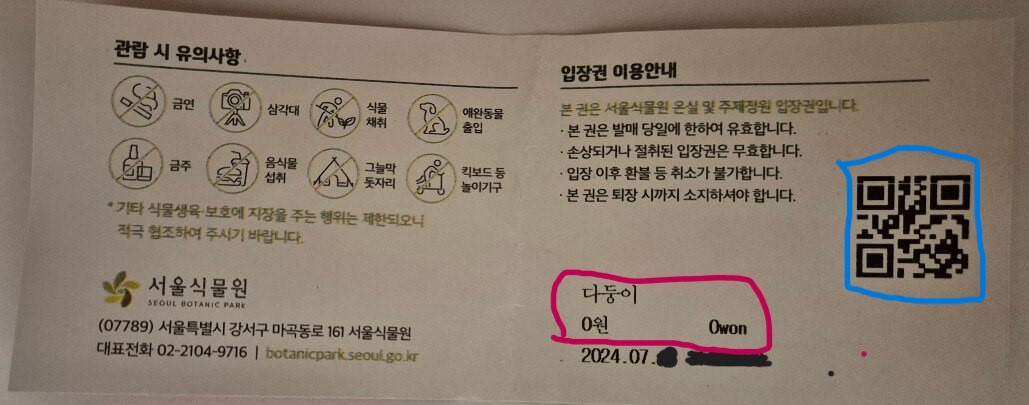 관람 시 유의사항
금연
삼각대
식물
채취
애완동물
출입
금주
음식물
섭취
그늘막
돗자리
킥보드 등
놀이기구
* 기타 식물생육·보호에 지장을 주는 행위는 제한되오니
적극 협조하여 주시기 바랍니다.
서울식물원
SEOUL BOTANIC PARK
(07789) 서울특별시 강서구 마곡동로 161 서울식물원
대표전화 02-2104-9716 | botanicpark.seoul.go.kr
입장권 이용안내
본 권은 서울식물원 온실 및 주제정원 입장권입니다.
· 본 권은 발매 당일에 한하여 유효합니다.
· 손상되거나 절취된 입장권은 무효합니다.
· 입장 이후 환불 등 취소가 불가합니다.
· 본 권은 퇴장 시까지 소지하셔야 합니다.
다둥이
0원 0won
2024.07.